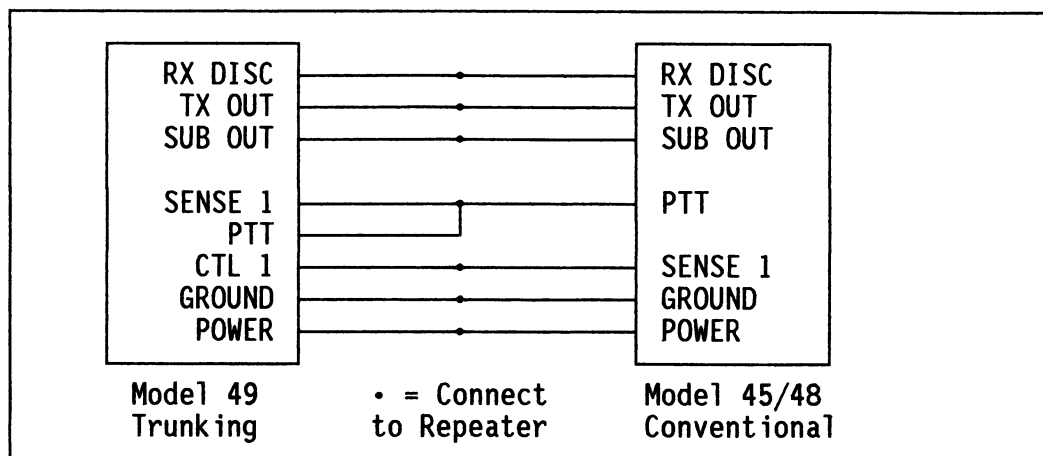 RX DISC
TX OUT
SUB OUT
SENSE 1
PTT
CTL 1
GROUND
POWER
RX DISC
TX OUT
SUB OUT
PTT
SENSE 1
GROUND
POWER
Model 49
Trunking
• = Connect
to Repeater
Model 45/48
Conventional